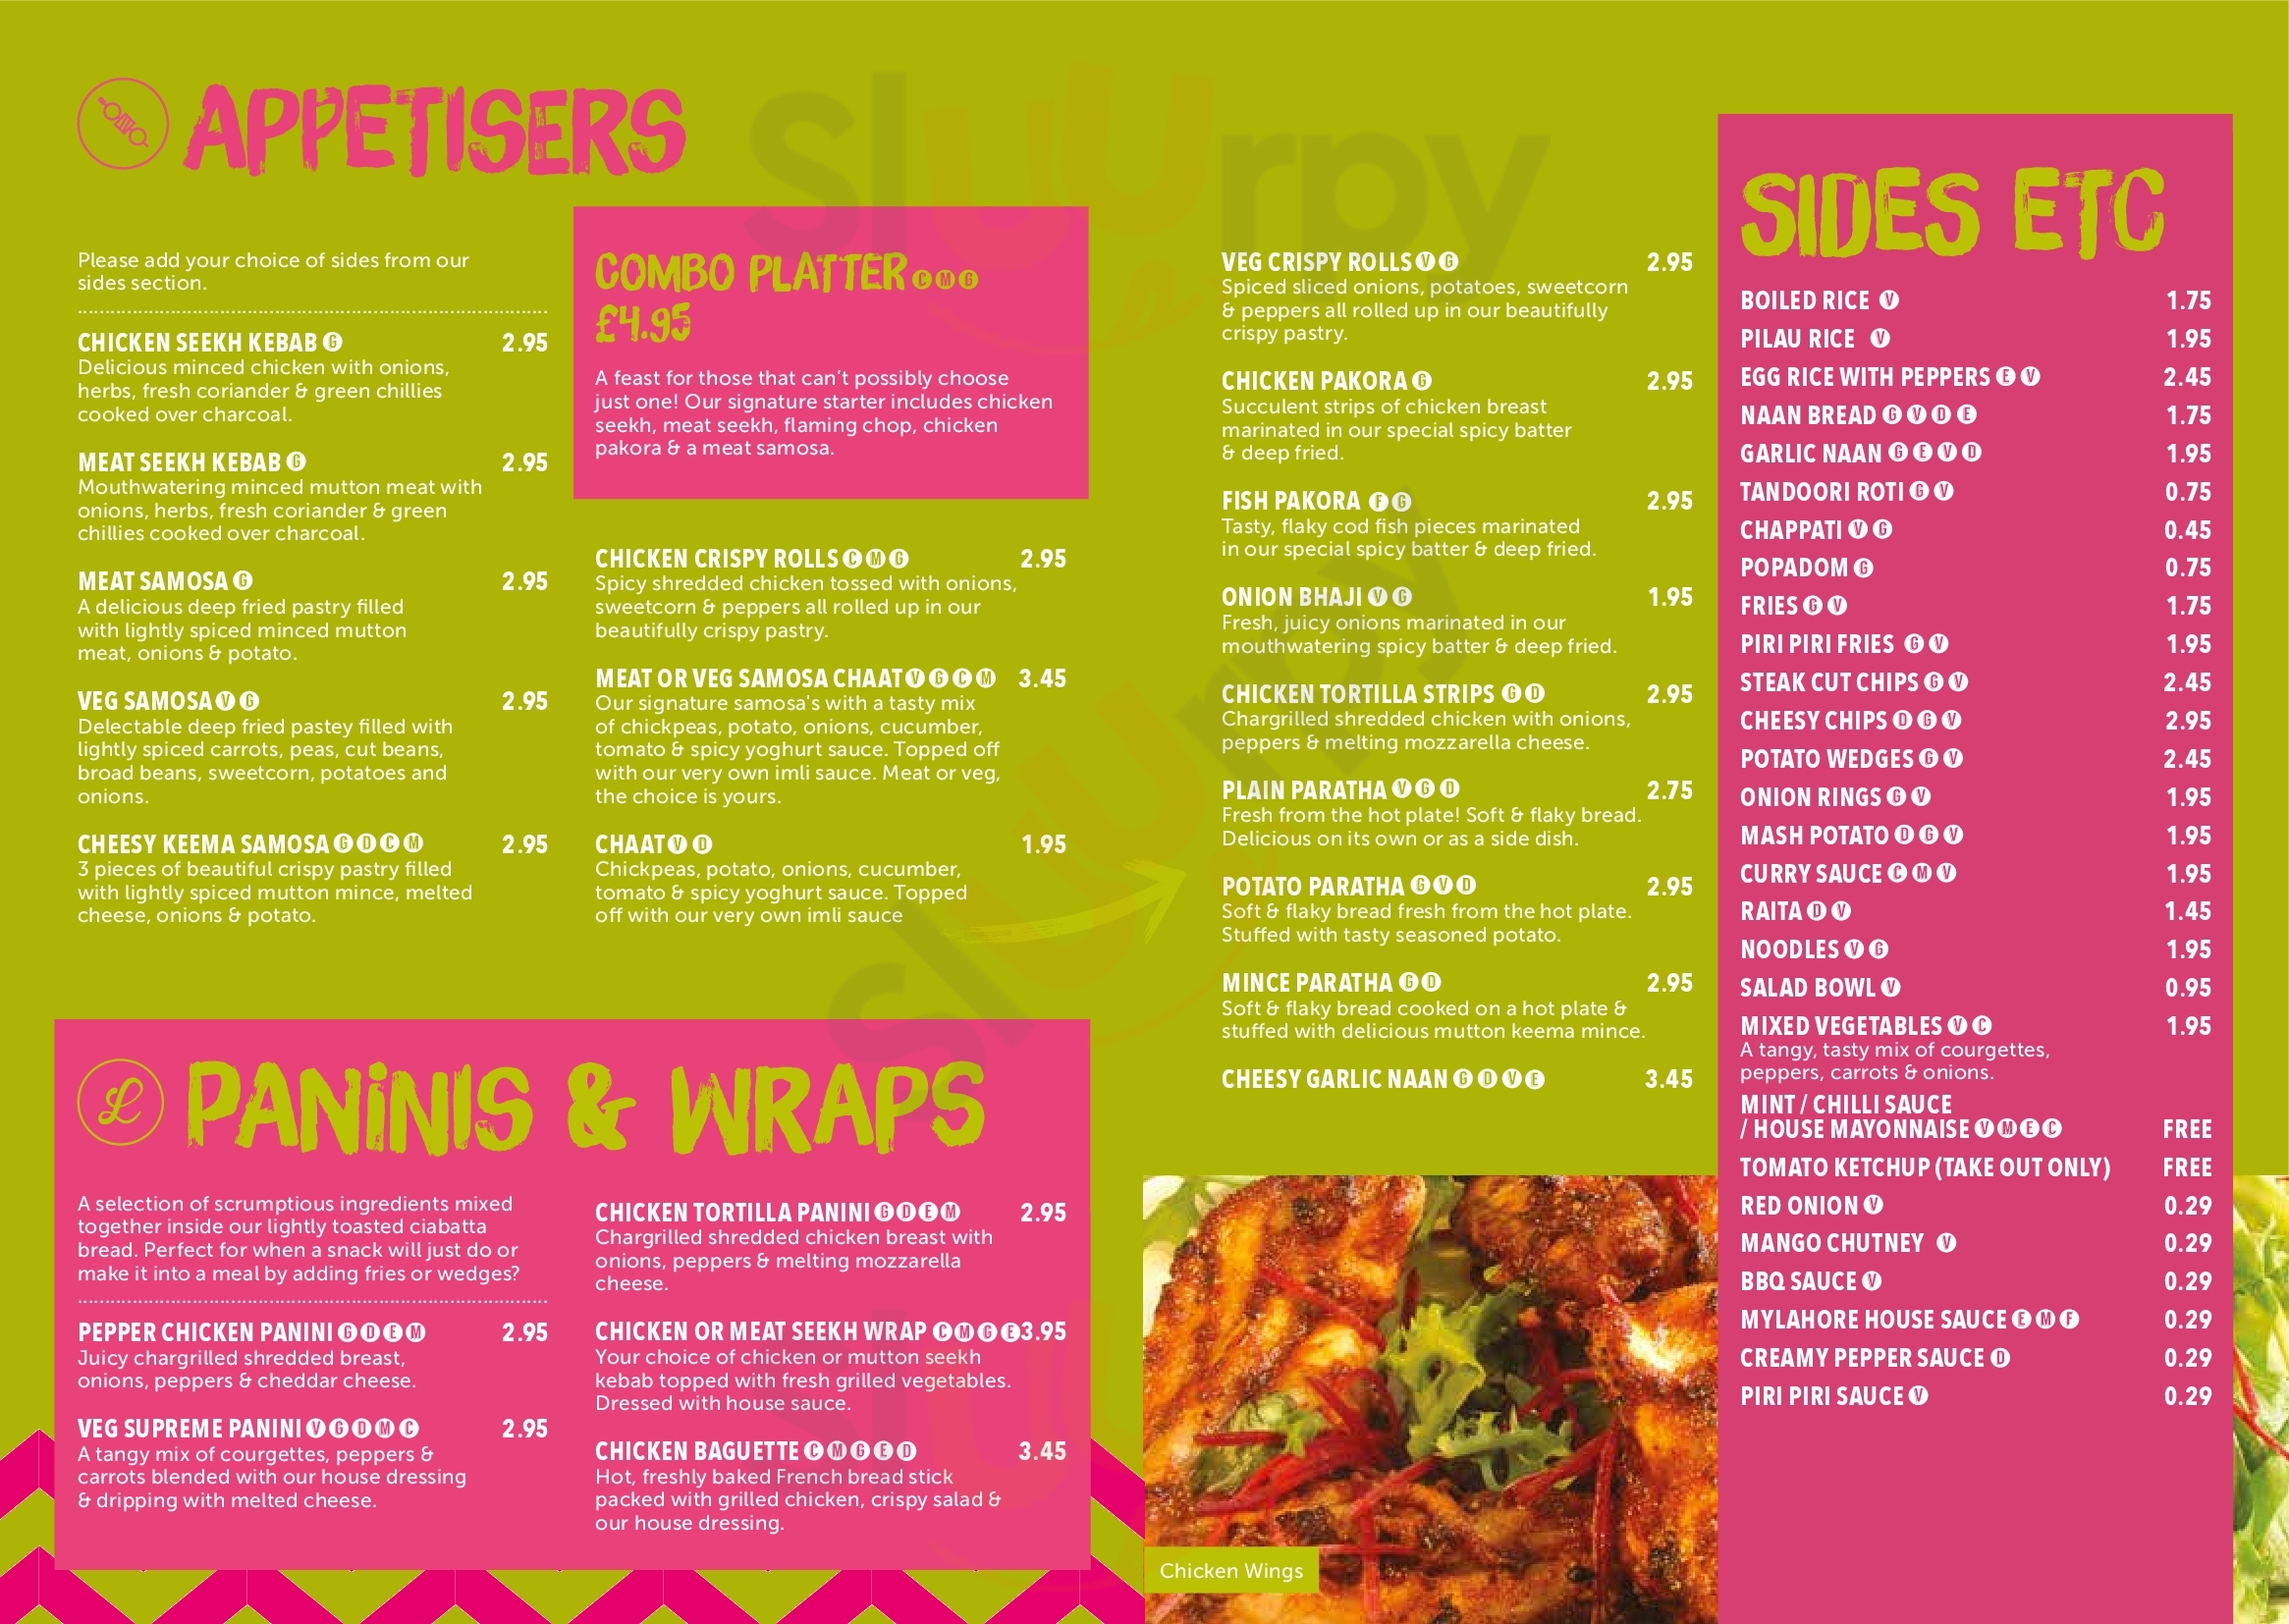 APPETISERS
Please add your choice of sides from our
sides section.
CHICKEN SEEKH KEBAB G 2.95
Delicious minced chicken with onions,
herbs, fresh coriander & green chillies
cooked over charcoal.
MEAT SEEKH KEBAB G 2.95
Mouthwatering minced mutton meat with
onions, herbs, fresh coriander & green
chillies cooked over charcoal.
MEAT SAMOSA G 2.95
A delicious deep fried pastry filled
with lightly spiced minced mutton
meat, onions & potato.
VEG SAMOSA V G 2.95
Delectable deep fried pastey filled with
lightly spiced carrots, peas, cut beans,
broad beans, sweetcorn, potatoes and
onions.
CHEESY KEEMA SAMOSA G D C M 2.95
3 pieces of beautiful crispy pastry filled
with lightly spiced mutton mince, melted
cheese, onions & potato.
COMBO PLATTER C M G
£4.95
A feast for those that can't possibly choose
just one! Our signature starter includes chicken
seekh, meat seekh, flaming chop, chicken
pakora & a meat samosa.
CHICKEN CRISPY ROLLS C M G 2.95
Spicy shredded chicken tossed with onions,
sweetcorn & peppers all rolled up in our
beautifully crispy pastry.
MEAT OR VEG SAMOSA CHAAT V G C M 3.45
Our signature samosa's with a tasty mix
of chickpeas, potato, onions, cucumber,
tomato & spicy yoghurt sauce. Topped off
with our very own imli sauce. Meat or veg,
the choice is yours.
CHAAT V D 1.95
Chickpeas, potato, onions, cucumber,
tomato & spicy yoghurt sauce. Topped
off with our very own imli sauce
VEG CRISPY ROLLS V G 2.95
Spiced sliced onions, potatoes, sweetcorn
& peppers all rolled up in our beautifully
crispy pastry.
CHICKEN PAKORA G 2.95
Succulent strips of chicken breast
marinated in our special spicy batter
& deep fried.
FISH PAKORA F G 2.95
Tasty, flaky cod fish pieces marinated
in our special spicy batter & deep fried.
ONION BHAJI V G 1.95
Fresh, juicy onions marinated in our
mouthwatering spicy batter & deep fried.
CHICKEN TORTILLA STRIPS G D 2.95
Chargrilled shredded chicken with onions,
peppers & melting mozzarella cheese.
PLAIN PARATHA V G D 2.75
Fresh from the hot plate! Soft & flaky bread.
Delicious on its own or as a side dish.
POTATO PARATHA G V D 2.95
Soft & flaky bread fresh from the hot plate.
Stuffed with tasty seasoned potato.
MINCE PARATHA G D 2.95
Soft & flaky bread cooked on a hot plate &
stuffed with delicious mutton keema mince.
CHEESY GARLIC NAAN G D V E 3.45
PANINIS & WRAPS
A selection of scrumptious ingredients mixed
together inside our lightly toasted ciabatta
bread. Perfect for when a snack will just do or
make it into a meal by adding fries or wedges?
PEPPER CHICKEN PANINI G D E M 2.95
Juicy chargrilled shredded breast,
onions, peppers & cheddar cheese.
VEG SUPREME PANINI V G D M C 2.95
A tangy mix of courgettes, peppers &
carrots blended with our house dressing
& dripping with melted cheese.
CHICKEN TORTILLA PANINI G D E M 2.95
Chargrilled shredded chicken breast with
onions, peppers & melting mozzarella
cheese.
CHICKEN OR MEAT SEEKH WRAP C M G E 3.95
Your choice of chicken or mutton seekh
kebab topped with fresh grilled vegetables.
Dressed with house sauce.
CHICKEN BAGUETTE C M G E D 3.45
Hot, freshly baked French bread stick
packed with grilled chicken, crispy salad &
our house dressing.
Chicken Wings
SIDES ETC
BOILED RICE V 1.75
PILAU RICE V 1.95
EGG RICE WITH PEPPERS E V 2.45
NAAN BREAD G V D E 1.75
GARLIC NAAN G E V D 1.95
TANDOORI ROTI G V 0.75
CHAPPATI V G 0.45
POPADOM G 0.75
FRIES G V 1.75
PIRI PIRI FRIES G V 1.95
STEAK CUT CHIPS G V 2.45
CHEESY CHIPS D G V 2.95
POTATO WEDGES G V 2.45
ONION RINGS G V 1.95
MASH POTATO D G V 1.95
CURRY SAUCE C M V 1.95
RAITA D V 1.45
NOODLES V G 1.95
SALAD BOWL V 0.95
MIXED VEGETABLES V C 1.95
A tangy, tasty mix of courgettes,
peppers, carrots & onions.
MINT / CHILLI SAUCE
/ HOUSE MAYONNAISE V M E C FREE
TOMATO KETCHUP (TAKE OUT ONLY) FREE
RED ONION V 0.29
MANGO CHUTNEY V 0.29
BBQ SAUCE V 0.29
MYLAHORE HOUSE SAUCE E M F 0.29
CREAMY PEPPER SAUCE D 0.29
PIRI PIRI SAUCE V 0.29
sluurpy
sluurpy